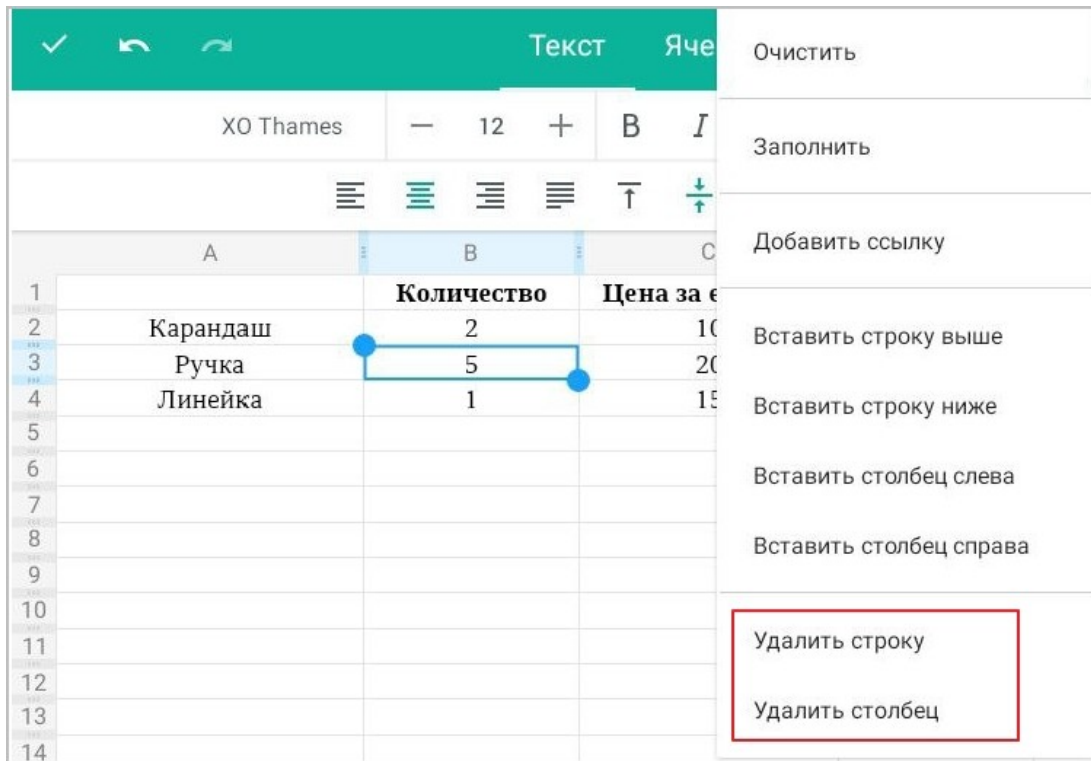 Текст Яче
XO Thames — 12 + B I
A B C
1 Количество Цена за е
2 Карандаш 2 10
3 Ручка 5 20
4 Линейка 1 15
5
6
7
8
9
10
11
12
13
14
Очистить
Заполнить
Добавить ссылку
Вставить строку выше
Вставить строку ниже
Вставить столбец слева
Вставить столбец справа
Удалить строку
Удалить столбец